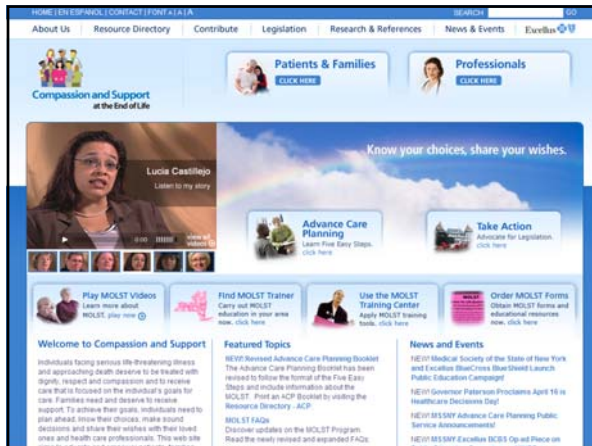 HOME | EN ESPANOL | CONTACT | FONT A | A | A
SEARCH GO
About Us Resource Directory Contribute Legislation Research & References News & Events Excellus
Patients & Families
CLICK HERE
Professionals
CLICK HERE
Compassion and Support
at the End of Life
Know your choices, share your wishes.
Lucia Castillejo
Listen to my story
0:00
view all
videos
Advance Care
Planning
Learn Five Easy Steps.
click here
Take Action
Advocate for Legislation.
click here
Play MOLST Videos
Learn more about
MOLST, play now
Find MOLST Trainer
Carry out MOLST
education in your area
now. click here
Use the MOLST
Training Center
Apply MOLST training
tools. click here
MOLST
Order MOLST Forms
Obtain MOLST forms and
educational resources
now. click here
Welcome to Compassion and Support
Individuals facing serious life-threatening illness
and approaching death deserve to be treated with
dignity, respect and compassion and to receive
care that is focused on the individual's goals for
care. Families need and deserve to receive
support. To achieve their goals, individuals need to
plan ahead, know their choices, make sound
decisions and share their wishes with their loved
ones and health care professionals. This web site
Featured Topics
NEW! Revised Advance Care Planning Booklet
The Advance Care Planning Booklet has been
revised to follow the format of the Five Easy
Steps and include information about the
MOLST. Print an ACP Booklet by visiting the
Resource Directory - ACP.
MOLST FAQs
Discover updates on the MOLST Program.
Read the newly revised and expanded FAQs.
News and Events
NEW! Medical Society of the State of New York
and Excellus BlueCross BlueShield Launch
Public Education Campaign!
NEW! Governor Paterson Proclaims April 16 is
Healthcare Decisions Day!
NEW! MSSNY Advance Care Planning Public
Service Announcements!
NEW! MSSNY-Excellus BCBS Op-ed Piece on